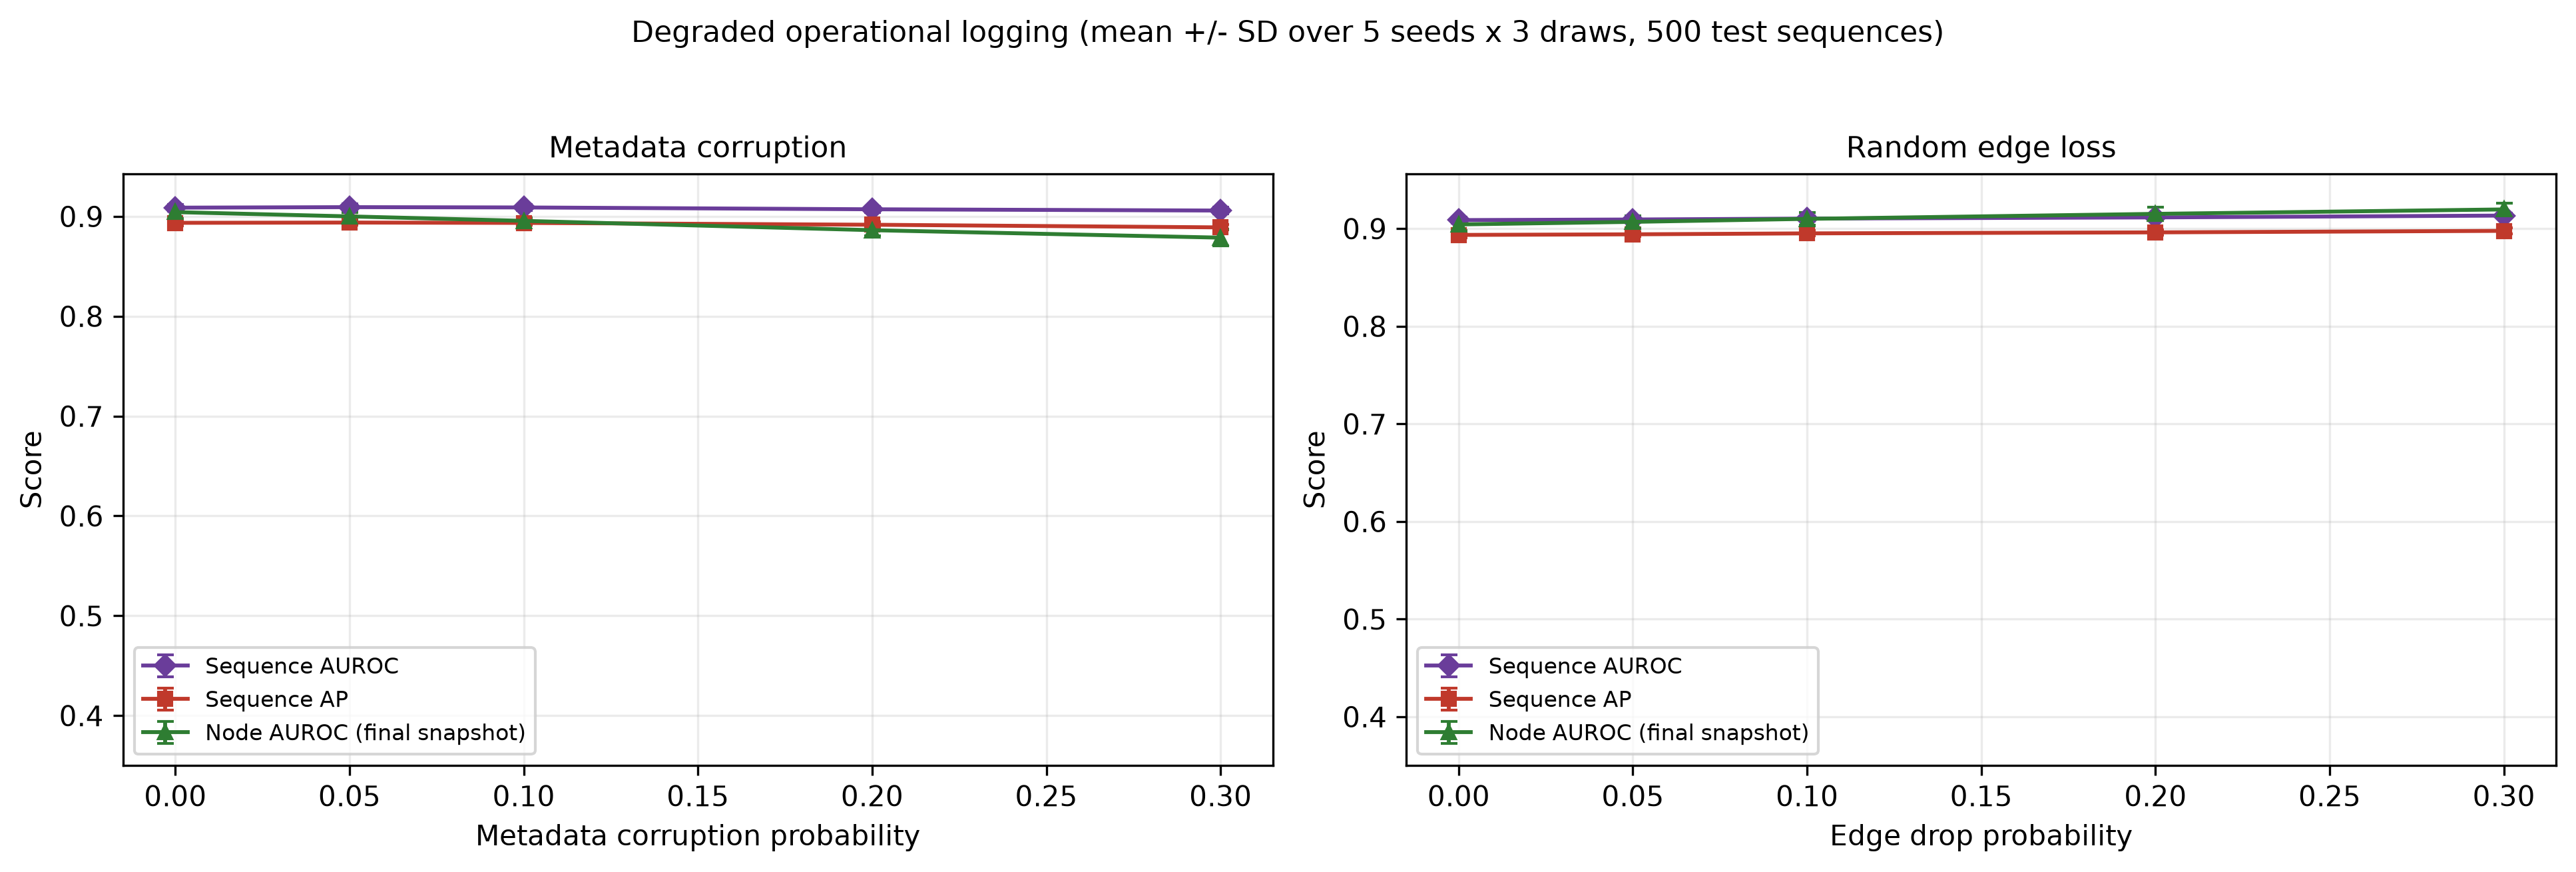 Degraded operational logging (mean +/- SD over 5 seeds x 3 draws, 500 test sequences)
Metadata corruption
Score
0.9
0.8
0.7
0.6
0.5
0.4
Sequence AUROC
Sequence AP
Node AUROC (final snapshot)
0.00 0.05 0.10 0.15 0.20 0.25 0.30
Metadata corruption probability
Random edge loss
Score
0.9
0.8
0.7
0.6
0.5
0.4
Sequence AUROC
Sequence AP
Node AUROC (final snapshot)
0.00 0.05 0.10 0.15 0.20 0.25 0.30
Edge drop probability